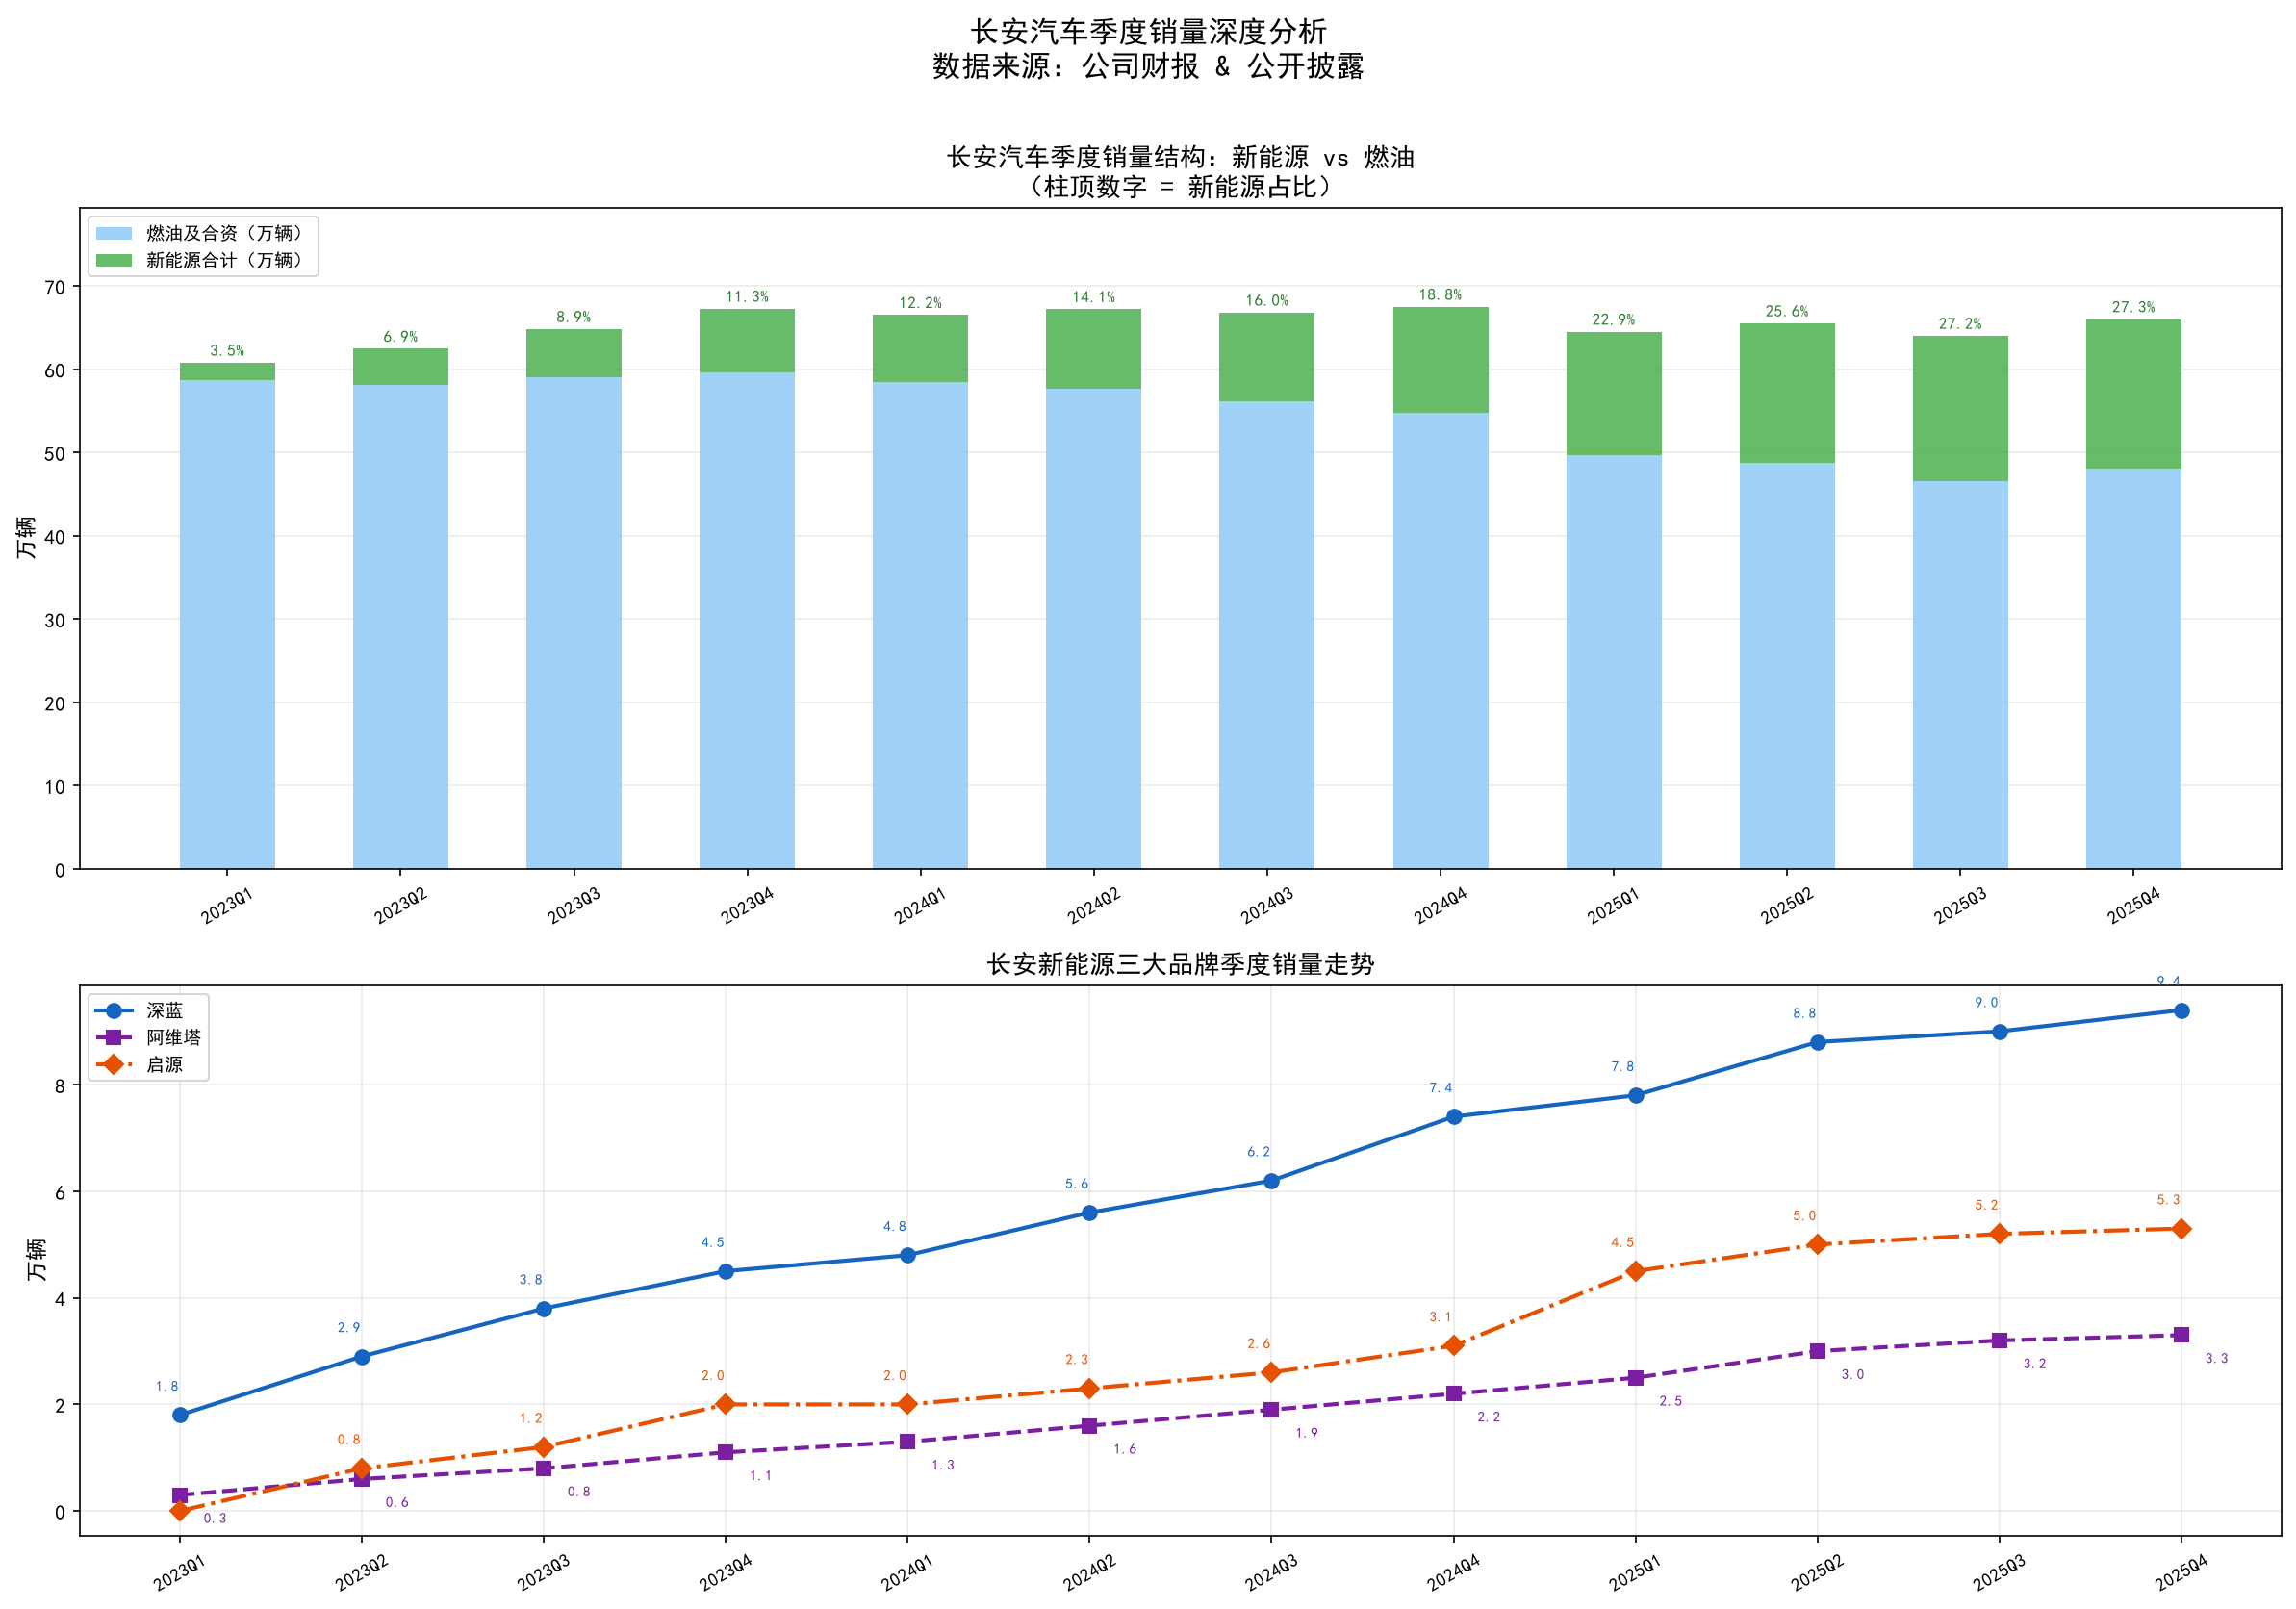 长安汽车季度销量深度分析
数据来源：公司财报 & 公开披露
长安汽车季度销量结构：新能源 vs 燃油
（柱顶数字 = 新能源占比）
燃油及合资（万辆）
新能源合计（万辆）
万辆
70
60
50
40
30
20
10
0
3.5%
6.9%
8.9%
11.3%
12.2%
14.1%
16.0%
18.8%
22.9%
25.6%
27.2%
27.3%
2023Q1
2023Q2
2023Q3
2023Q4
2024Q1
2024Q2
2024Q3
2024Q4
2025Q1
2025Q2
2025Q3
2025Q4
长安新能源三大品牌季度销量走势
深蓝
阿维塔
启源
万辆
8
6
4
2
0
1.8
2.9
3.8
4.5
4.8
5.6
6.2
7.4
7.8
8.8
9.0
9.4
0.8
1.2
2.0
2.0
2.3
2.6
3.1
4.5
5.0
5.2
5.3
0.3
0.6
0.8
1.1
1.3
1.6
1.9
2.2
2.5
3.0
3.2
3.3
2023Q1
2023Q2
2023Q3
2023Q4
2024Q1
2024Q2
2024Q3
2024Q4
2025Q1
2025Q2
2025Q3
2025Q4